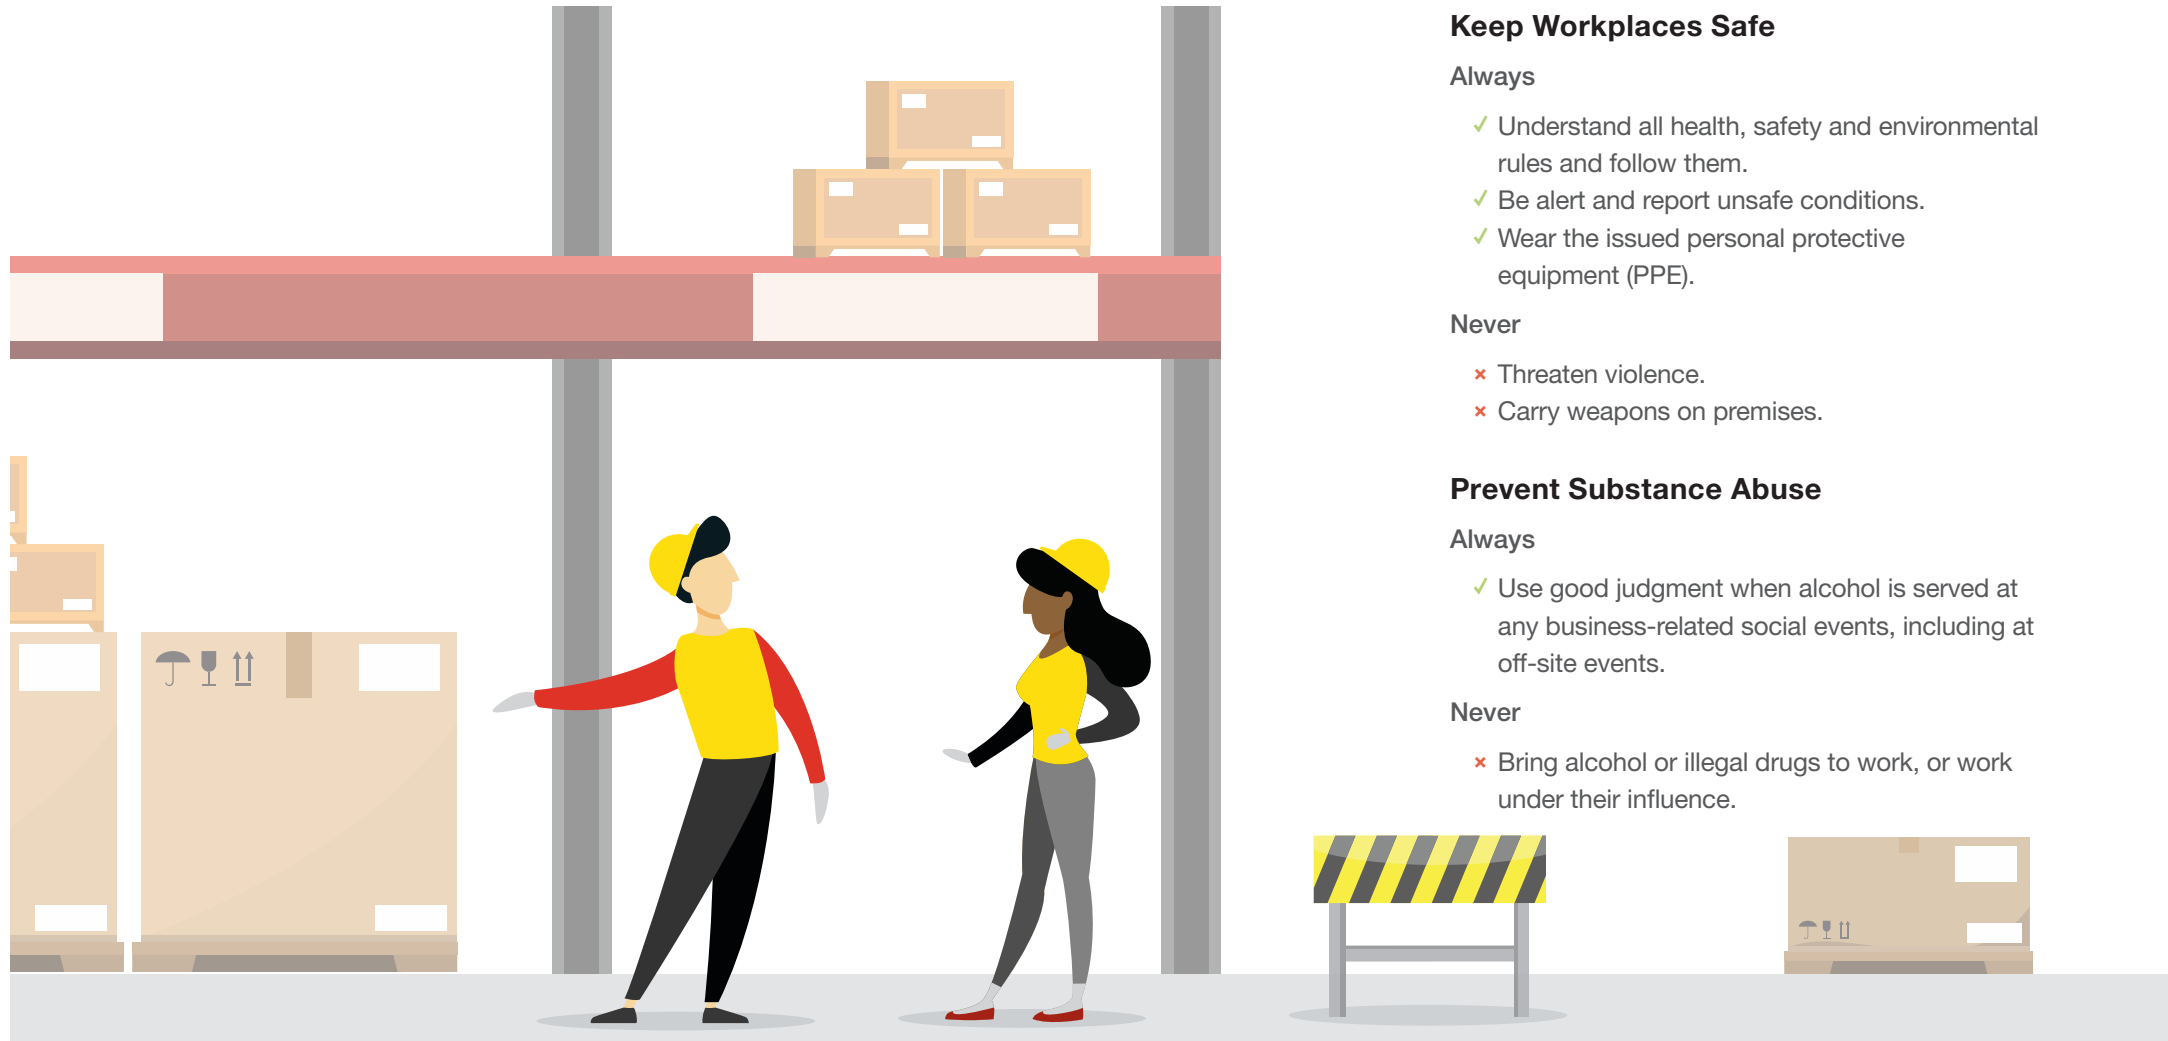 Keep Workplaces Safe
Always
✓ Understand all health, safety and environmental
rules and follow them.
✓ Be alert and report unsafe conditions.
✓ Wear the issued personal protective
equipment (PPE).
Never
× Threaten violence.
× Carry weapons on premises.
Prevent Substance Abuse
Always
✓ Use good judgment when alcohol is served at
any business-related social events, including at
off-site events.
Never
× Bring alcohol or illegal drugs to work, or work
under their influence.